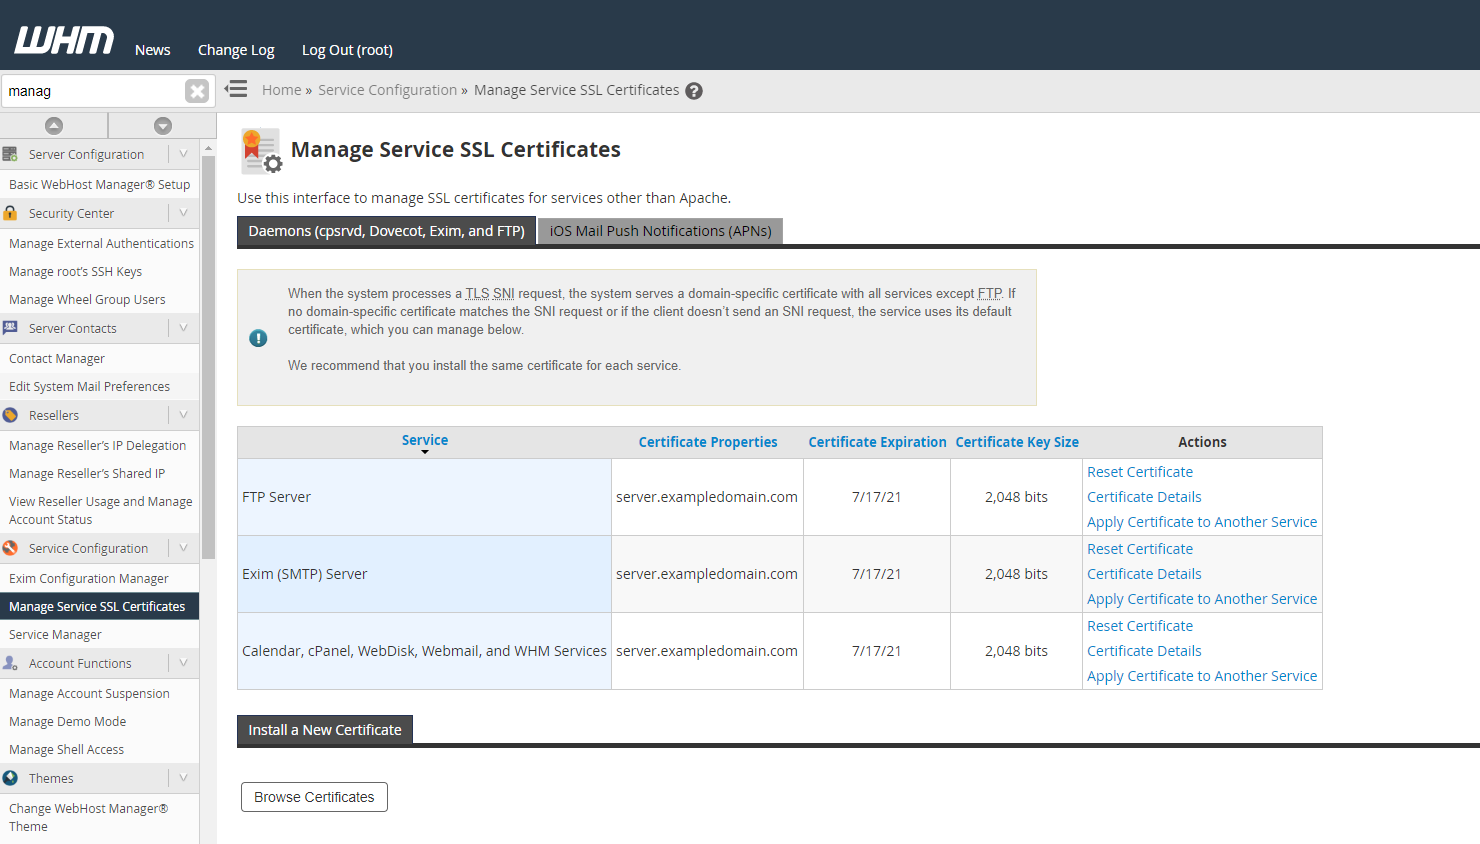 WHM
News
Change Log
Log Out (root)
manag
Home » Service Configuration » Manage Service SSL Certificates ?
Server Configuration
Basic WebHost Manager® Setup
Security Center
Manage External Authentications
Manage root’s SSH Keys
Manage Wheel Group Users
Server Contacts
Contact Manager
Edit System Mail Preferences
Resellers
Manage Reseller’s IP Delegation
Manage Reseller’s Shared IP
View Reseller Usage and Manage
Account Status
Service Configuration
Exim Configuration Manager
Manage Service SSL Certificates
Service Manager
Account Functions
Manage Account Suspension
Manage Demo Mode
Manage Shell Access
Themes
Change WebHost Manager®
Theme
Manage Service SSL Certificates
Use this interface to manage SSL certificates for services other than Apache.
Daemons (cpsrvd, Dovecot, Exim, and FTP)
iOS Mail Push Notifications (APNs)
When the system processes a TLS SNI request, the system serves a domain-specific certificate with all services except FTP. If
no domain-specific certificate matches the SNI request or if the client doesn’t send an SNI request, the service uses its default
certificate, which you can manage below.
We recommend that you install the same certificate for each service.
Service Certificate Properties Certificate Expiration Certificate Key Size Actions
FTP Server server.exampledomain.com 7/17/21 2,048 bits
Reset Certificate
Certificate Details
Apply Certificate to Another Service
Exim (SMTP) Server server.exampledomain.com 7/17/21 2,048 bits
Reset Certificate
Certificate Details
Apply Certificate to Another Service
Calendar, cPanel, WebDisk, Webmail, and WHM Services server.exampledomain.com 7/17/21 2,048 bits
Reset Certificate
Certificate Details
Apply Certificate to Another Service
Install a New Certificate
Browse Certificates